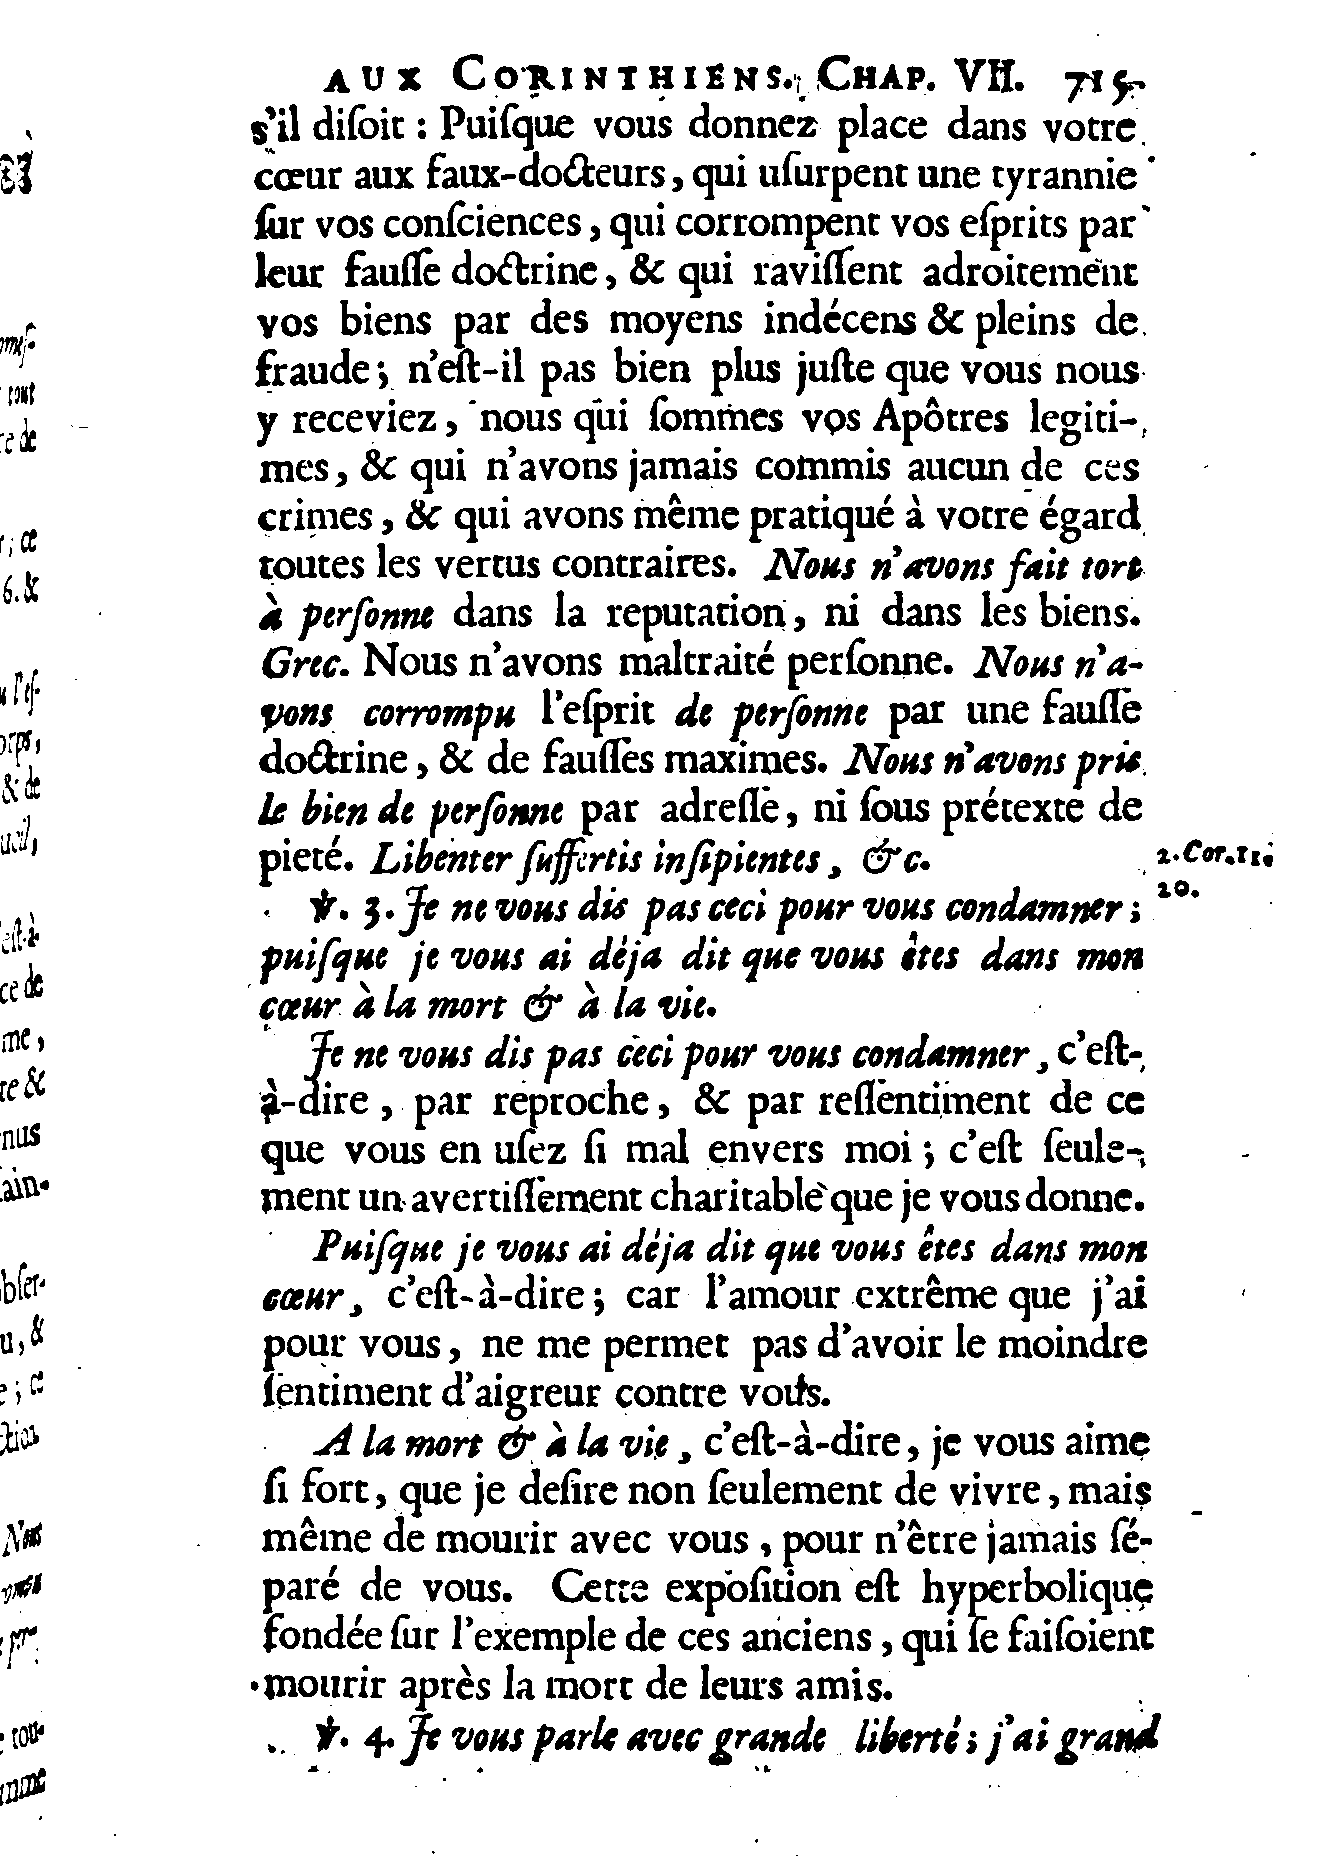 AUX CORINTHIENS. CHAP. VII. 715
s'il diſoit : Puiſque vous donnez place dans votre
cœur aux faux-docteurs, qui uſurpent une tyrannie
ſur vos conſciences, qui corrompent vos eſprits par
leur fauſſe doctrine, & qui raviſſent adroitement
vos biens par des moyens indécens & pleins de
fraude; n'eſt-il pas bien plus juſte que vous nous
y receviez, nous qui ſommes vos Apôtres legiti-
mes, & qui n'avons jamais commis aucun de ces
crimes, & qui avons même pratiqué à votre égard
toutes les vertus contraires. Nous n'avons fait tort
à perſonne dans la reputation, ni dans les biens.
Grec. Nous n'avons maltraité perſonne. Nous n'a-
vons corrompu l'eſprit de perſonne par une fauſſe
doctrine, & de fauſſes maximes. Nous n'avons pris
le bien de perſonne par adreſſe, ni ſous prétexte de
pieté. Libenter ſuffertis inſipientes, &c.
2. Cor. 11.
20.
℣. 3. Je ne vous dis pas ceci pour vous condamner;
puiſque je vous ai déja dit que vous êtes dans mon
cœur à la mort & à la vie.
Je ne vous dis pas ceci pour vous condamner, c'eſt-
à-dire, par reproche, & par reſſentiment de ce
que vous en uſez ſi mal envers moi; c'eſt ſeule-
ment un avertiſſement charitable que je vous donne.
Puiſque je vous ai déja dit que vous êtes dans mon
cœur, c'eſt-à-dire; car l'amour extrême que j'ai
pour vous, ne me permet pas d'avoir le moindre
ſentiment d'aigreur contre vous.
A la mort & à la vie, c'eſt-à-dire, je vous aime
ſi fort, que je deſire non ſeulement de vivre, mais
même de mourir avec vous, pour n'être jamais ſé-
paré de vous. Cette expoſition eſt hyperbolique
fondée ſur l'exemple de ces anciens, qui ſe faiſoient
mourir après la mort de leurs amis.
℣. 4. Je vous parle avec grande liberté; j'ai grand